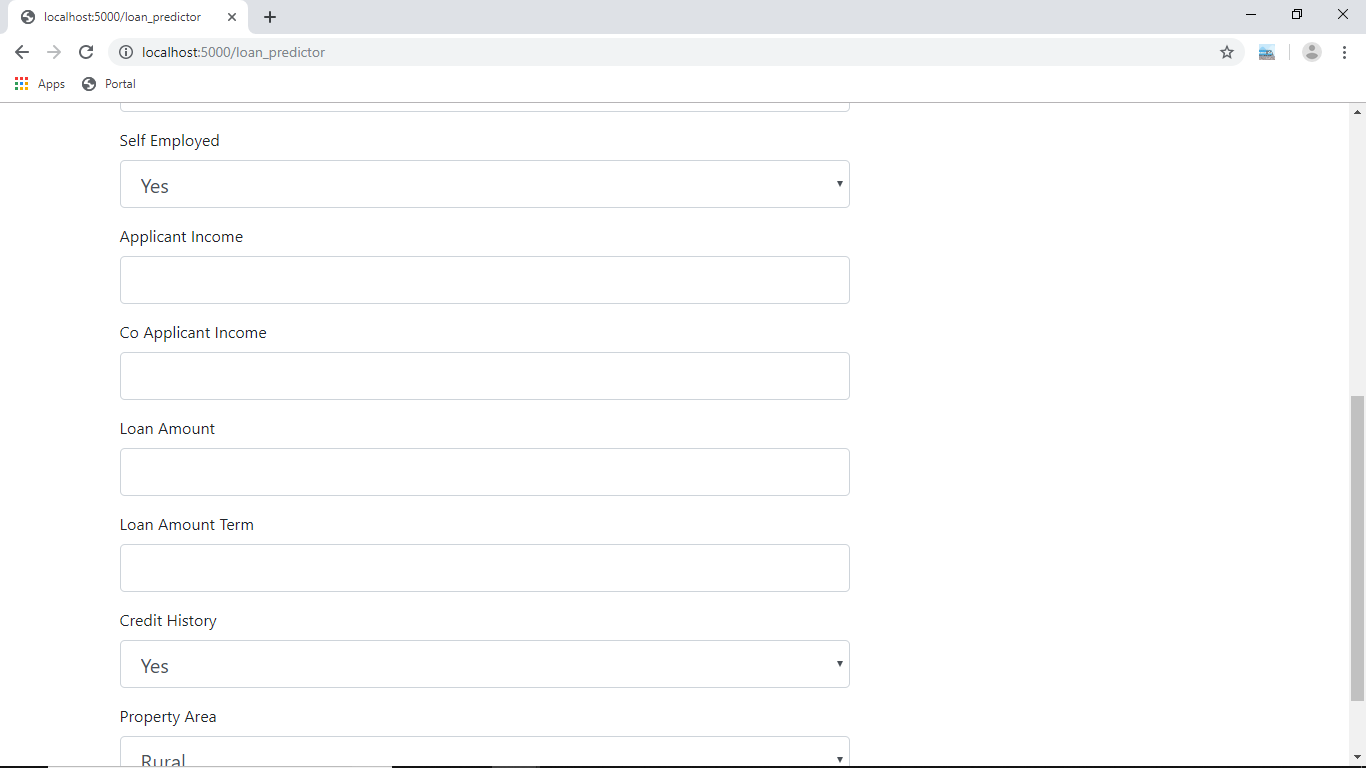 localhost:5000/loan_predictor
localhost:5000/loan_predictor
Apps Portal
Self Employed
Yes
Applicant Income
Co Applicant Income
Loan Amount
Loan Amount Term
Credit History
Yes
Property Area
Rural